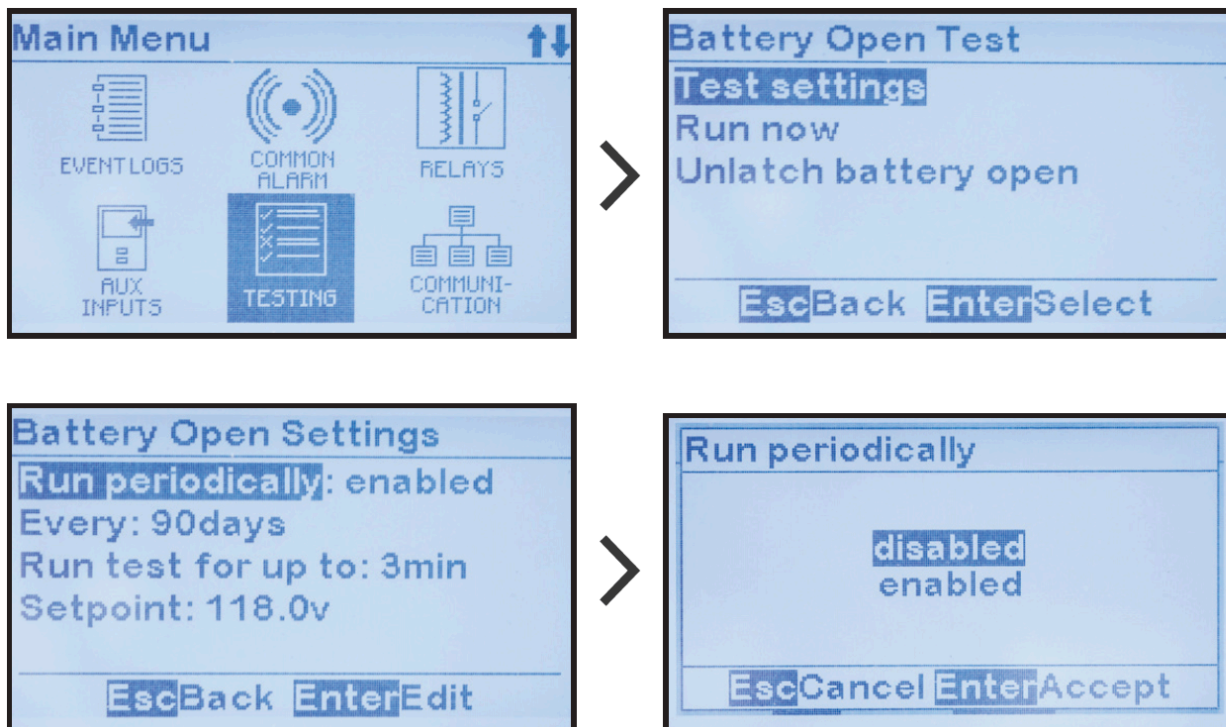 Main Menu
EVENT LOGS
COMMON
ALARM
RELAYS
AUX
INPUTS
TESTING
COMMUNI-
CATION
Battery Open Test
Test settings
Run now
Unlatch battery open
Esc Back Enter Select
Battery Open Settings
Run periodically: enabled
Every: 90days
Run test for up to: 3min
Setpoint: 118.0v
Esc Back Enter Edit
Run periodically
disabled
enabled
Esc Cancel Enter Accept